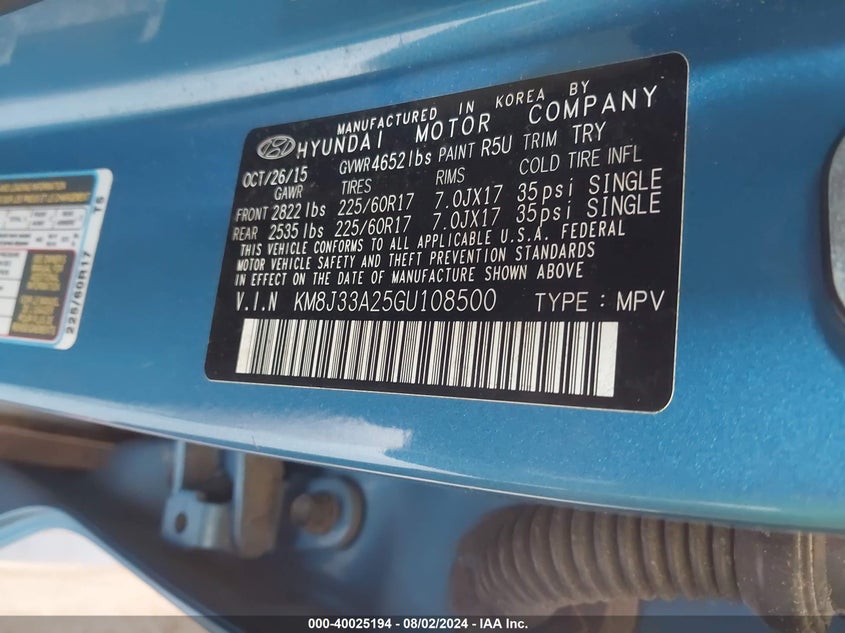 MANUFACTURED IN KOREA BY
HYUNDAI MOTOR COMPANY
OCT/26/15 GVWR 4652 lbs PAINT R5U TRIM TRY
GAWR TIRES RIMS COLD TIRE INFL
FRONT 2822 lbs 225/60R17 7.0JX17 35psi SINGLE
REAR 2535 lbs 225/60R17 7.0JX17 35psi SINGLE
THIS VEHICLE CONFORMS TO ALL APPLICABLE U.S.A. FEDERAL
MOTOR VEHICLE SAFETY AND THEFT PREVENTION STANDARDS
IN EFFECT ON THE DATE OF MANUFACTURE SHOWN ABOVE
V.I.N KM8J33A25GU108500 TYPE : MPV
225/60R17
000-40025194 - 08/02/2024 - IAA Inc.